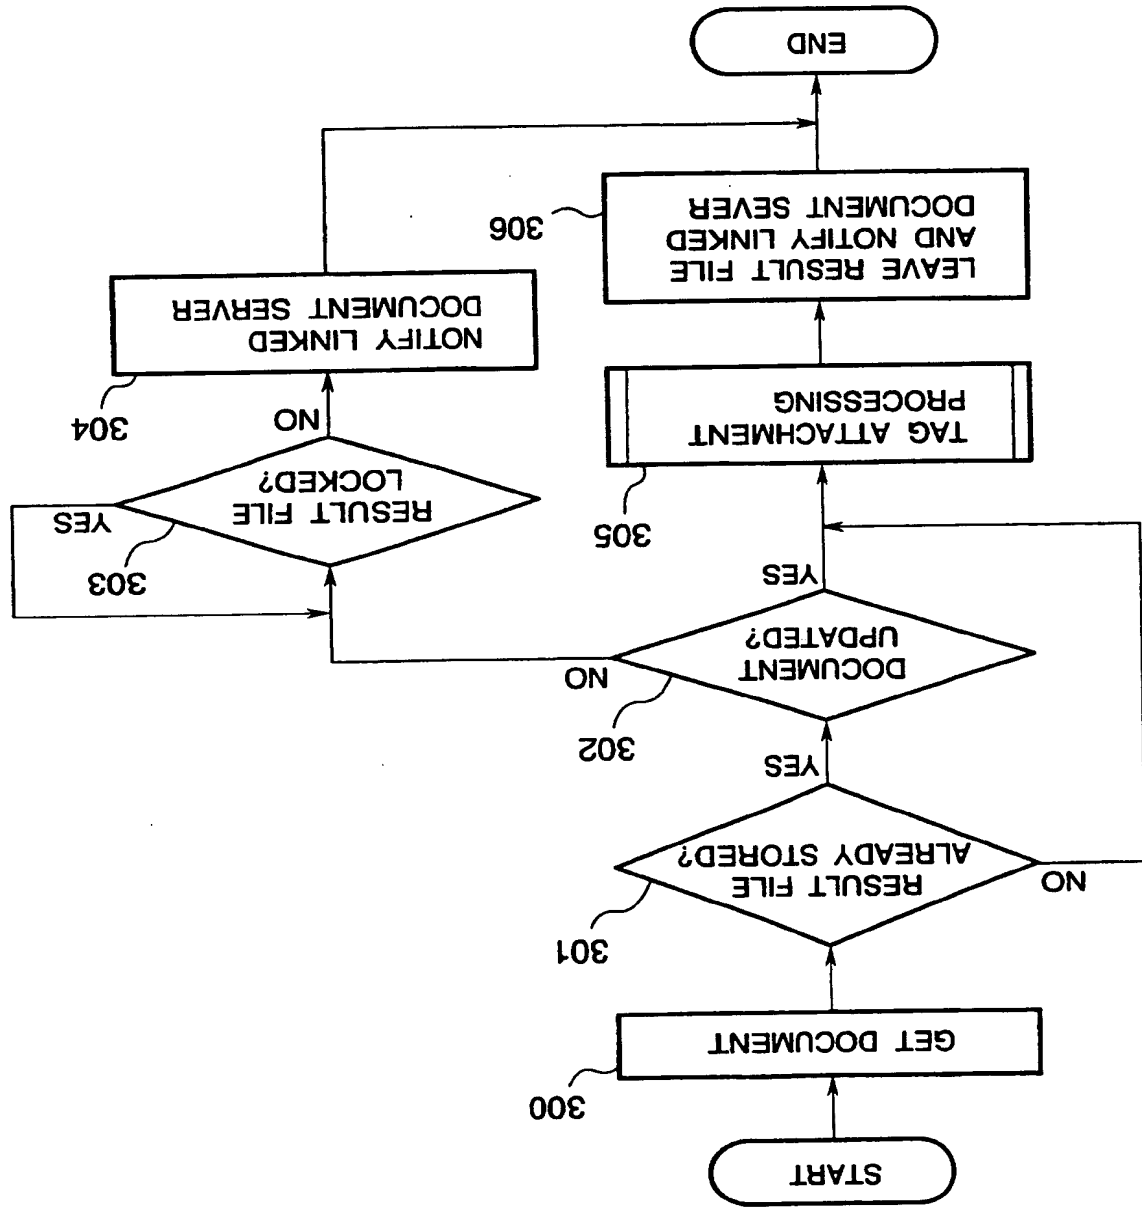 START
300
GET DOCUMENT
301
RESULT FILE
ALREADY STORED?
NO
YES
302
DOCUMENT
UPDATED?
NO
YES
303
RESULT FILE
LOCKED?
YES
NO
304
NOTIFY LINKED
DOCUMENT SERVER
305
TAG ATTACHMENT
PROCESSING
306
LEAVE RESULT FILE
AND NOTIFY LINKED
DOCUMENT SEVER
END